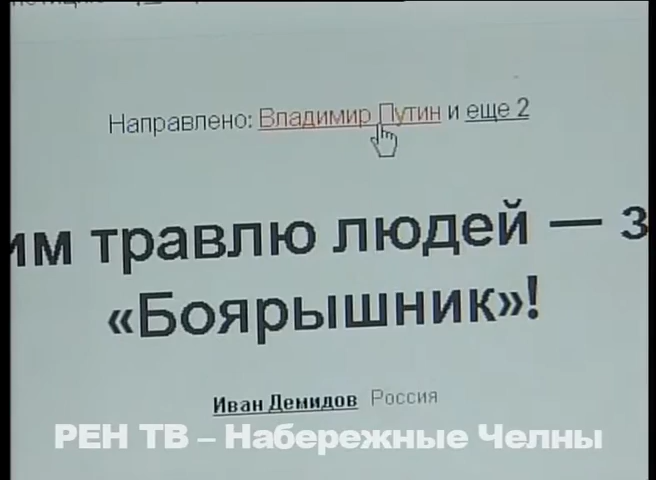 Направлено: Владимир Путин и еще 2
им травлю людей — з
«Боярышник»!
Иван Демидов Россия
РЕН ТВ – Набережные Челны